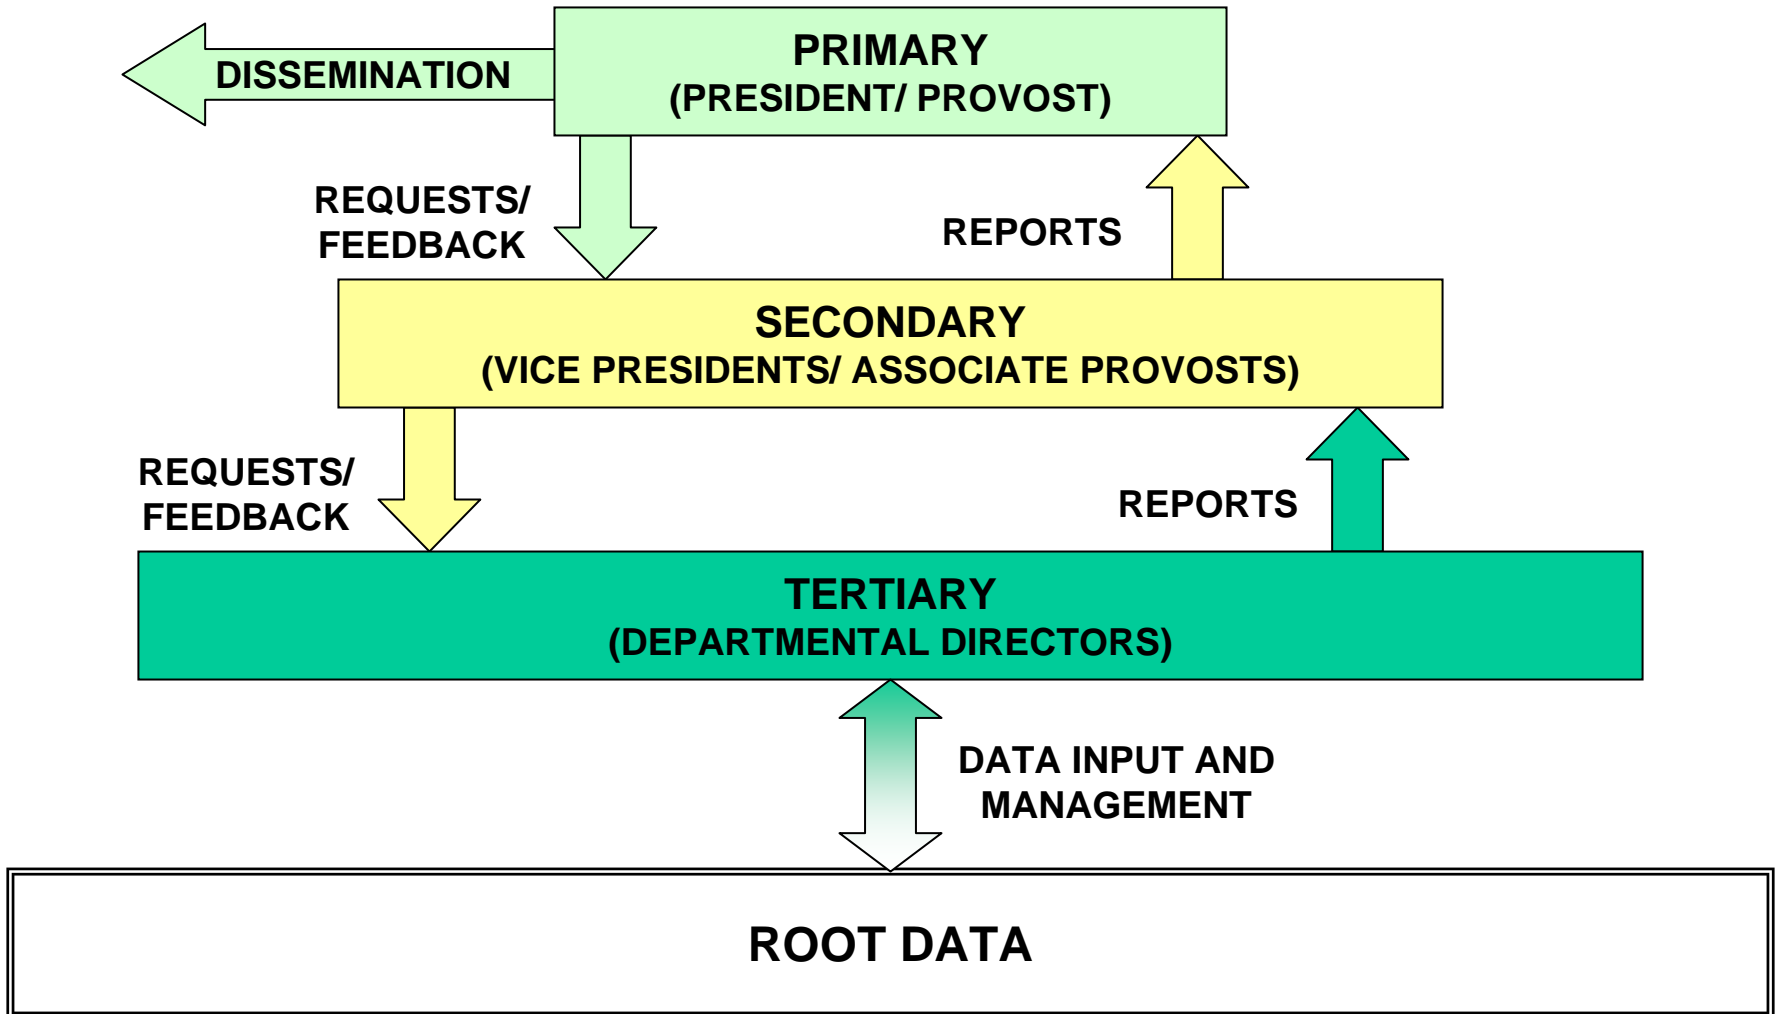 PRIMARY
(PRESIDENT/ PROVOST)
DISSEMINATION
REQUESTS/
FEEDBACK
REPORTS
SECONDARY
(VICE PRESIDENTS/ ASSOCIATE PROVOSTS)
REQUESTS/
FEEDBACK
REPORTS
TERTIARY
(DEPARTMENTAL DIRECTORS)
DATA INPUT AND
MANAGEMENT
ROOT DATA